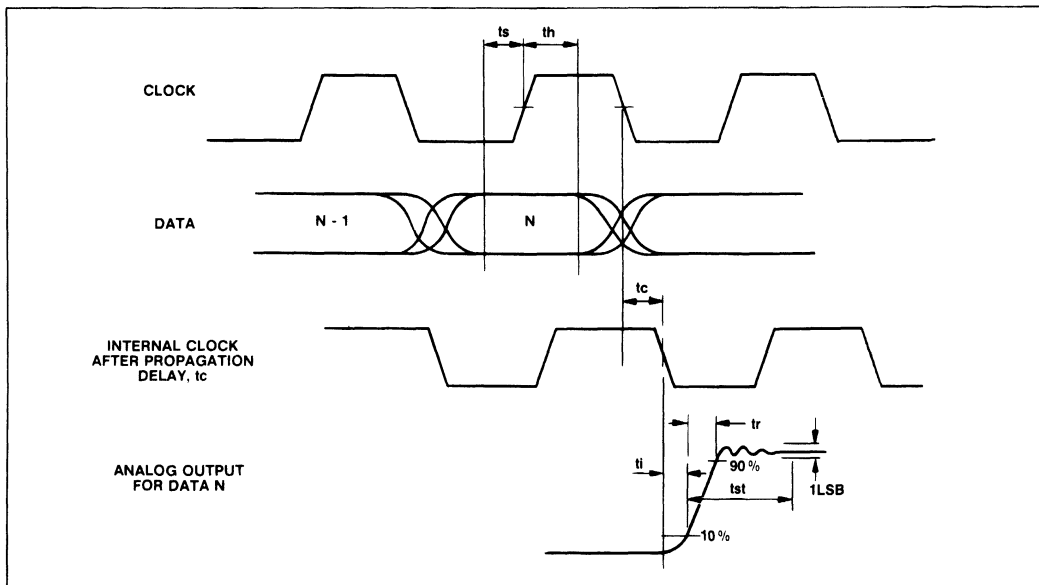 ts
th
CLOCK
DATA
N - 1
N
tc
INTERNAL CLOCK
AFTER PROPAGATION
DELAY, tc
tr
ANALOG OUTPUT
FOR DATA N
ti
90 %
tst
1LSB
10 %